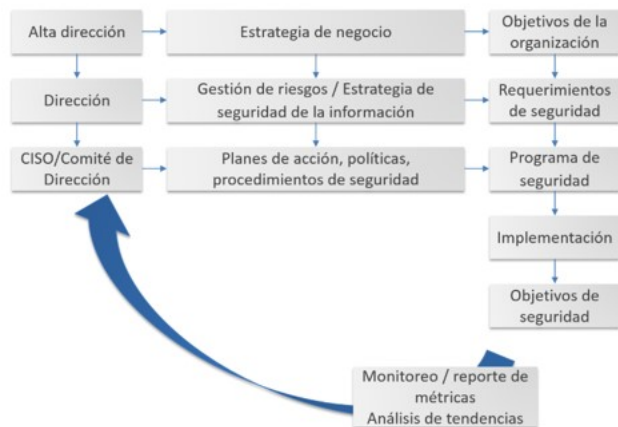 Alta dirección
Estrategia de negocio
Objetivos de la
organización
Dirección
Gestión de riesgos / Estrategia de
seguridad de la información
Requerimientos
de seguridad
CISO/Comité de
Dirección
Planes de acción, políticas,
procedimientos de seguridad
Programa de
seguridad
Implementación
Objetivos de
seguridad
Monitoreo / reporte de
métricas
Análisis de tendencias